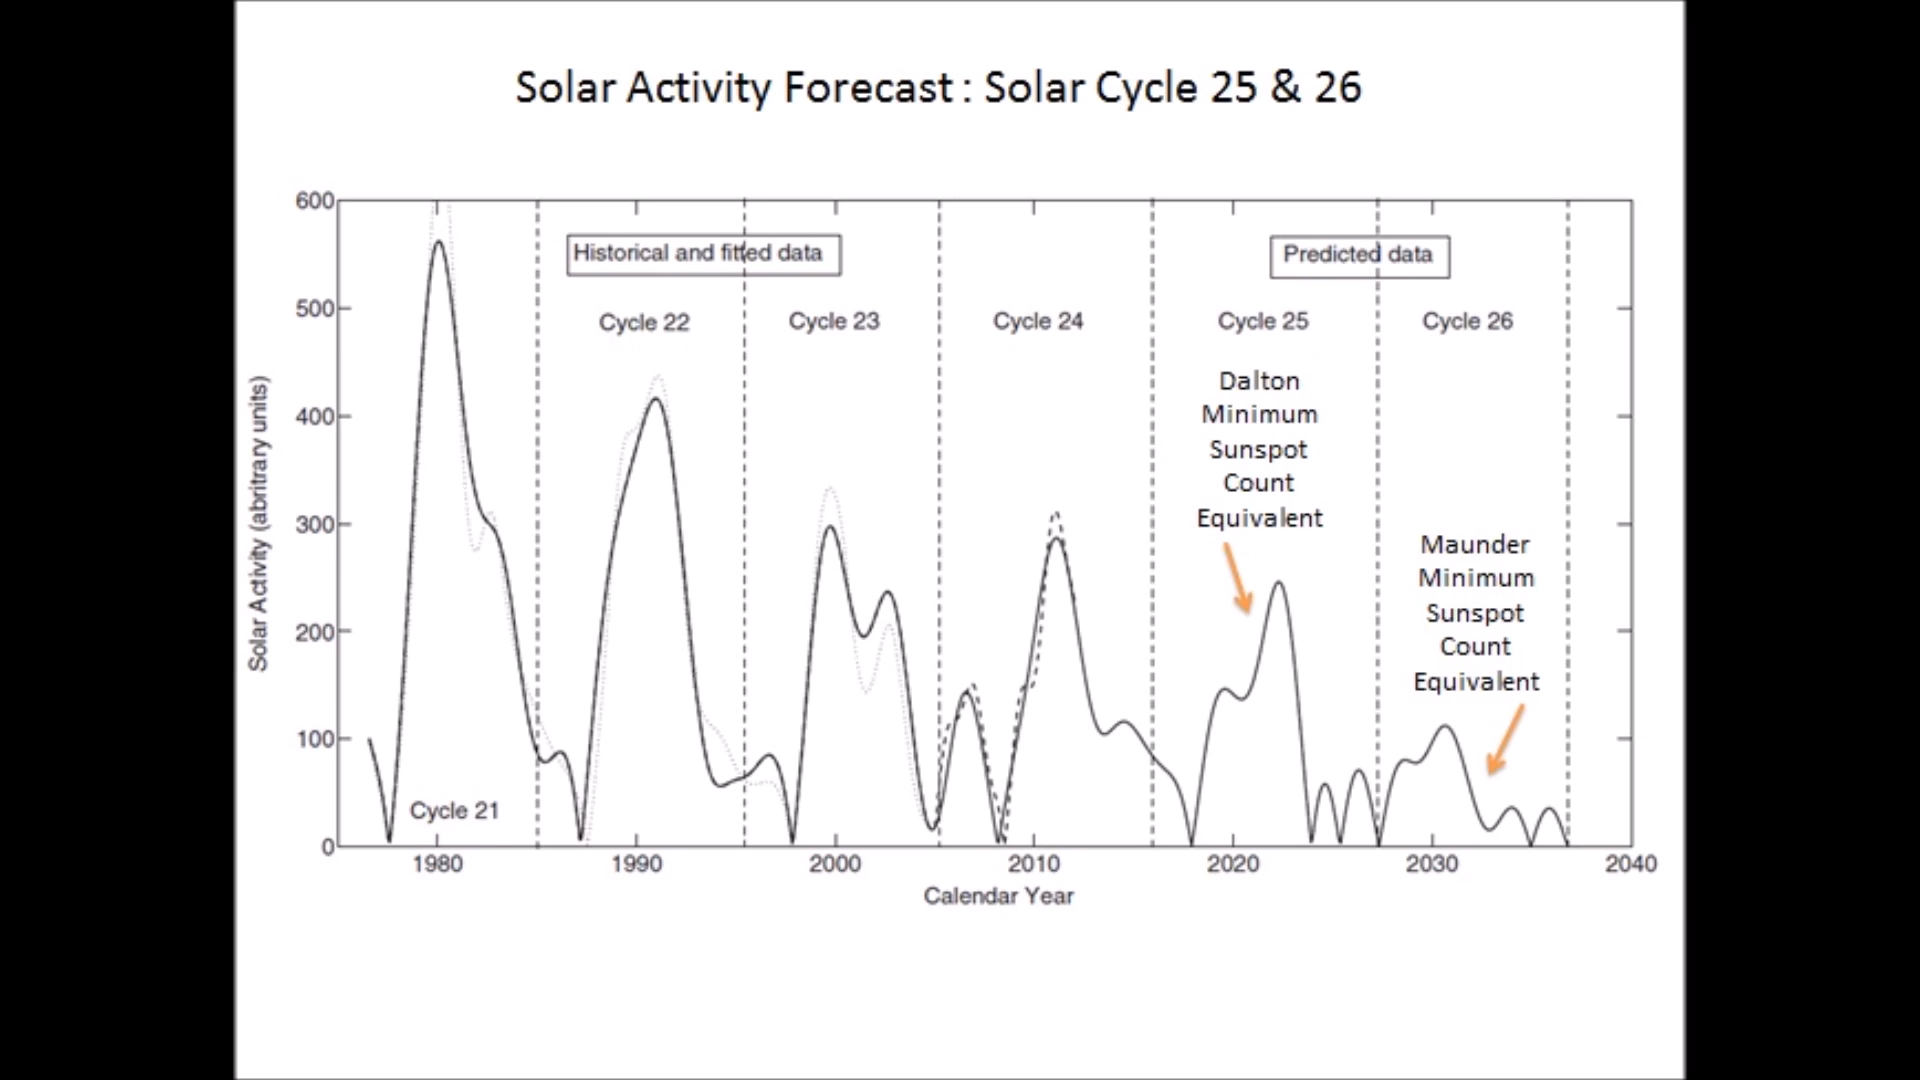 Solar Activity Forecast : Solar Cycle 25 & 26
600
500
400
300
200
100
0
Solar Activity (abritrary units)
Historical and fitted data
Predicted data
Cycle 21
Cycle 22
Cycle 23
Cycle 24
Cycle 25
Cycle 26
Dalton
Minimum
Sunspot
Count
Equivalent
Maunder
Minimum
Sunspot
Count
Equivalent
1980
1990
2000
2010
2020
2030
2040
Calendar Year